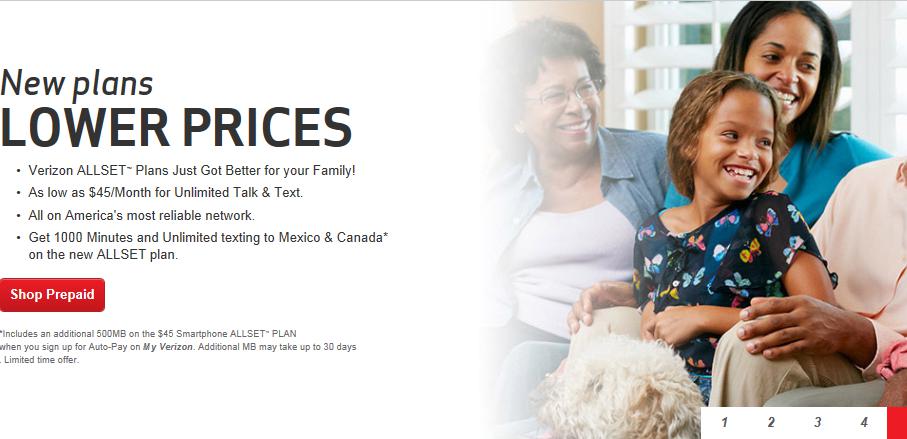 New plans
LOWER PRICES
• Verizon ALLSET℠ Plans Just Got Better for your Family!
• As low as $45/Month for Unlimited Talk & Text.
• All on America's most reliable network.
• Get 1000 Minutes and Unlimited texting to Mexico & Canada*
on the new ALLSET plan.
Shop Prepaid
*Includes an additional 500MB on the $45 Smartphone ALLSET℠ PLAN
when you sign up for Auto-Pay on My Verizon. Additional MB may take up to 30 days
. Limited time offer.
1 2 3 4